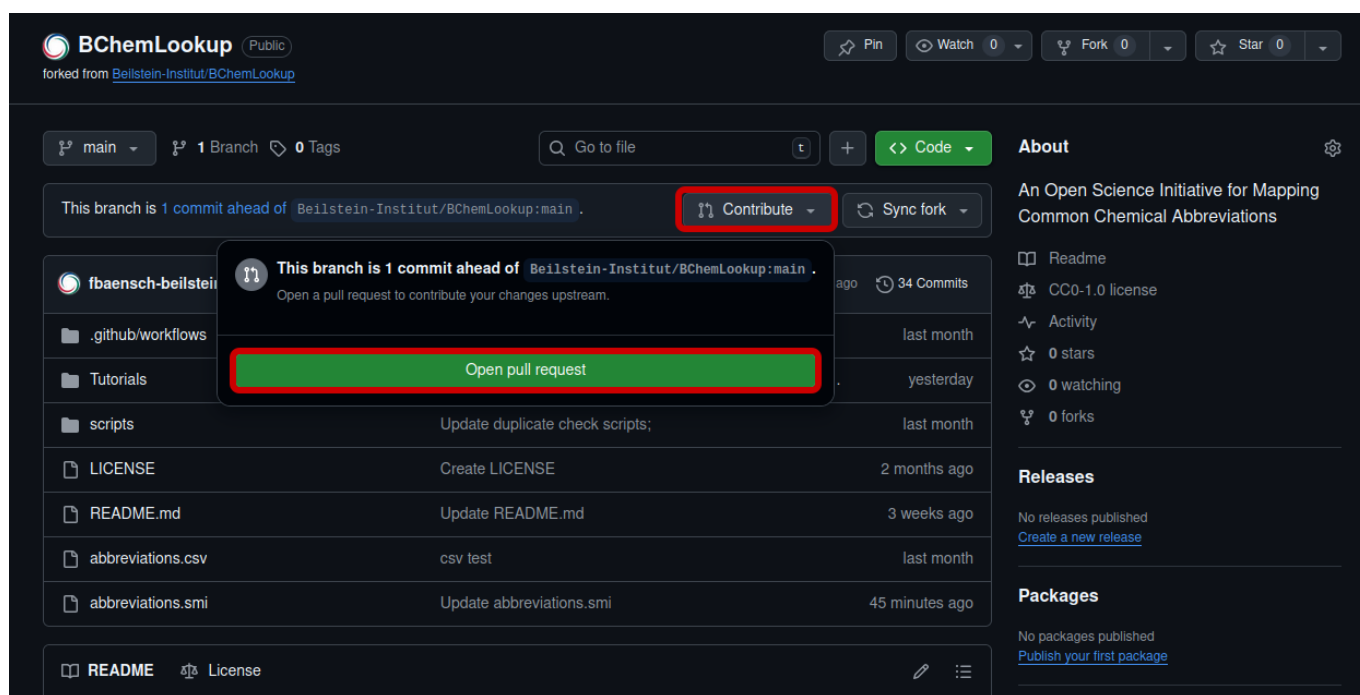 BChemLookup Public
Pin
Watch 0
Fork 0
Star 0
forked from Beilstein-Institut/BChemLookup
main
1 Branch
0 Tags
Go to file
t
Code
This branch is 1 commit ahead of Beilstein-Institut/BChemLookup:main .
Contribute
Sync fork
This branch is 1 commit ahead of Beilstein-Institut/BChemLookup:main .
Open a pull request to contribute your changes upstream.
Open pull request
fbaensch-beilstei
ago
34 Commits
.github/workflows
last month
Tutorials
.
yesterday
scripts
Update duplicate check scripts;
last month
LICENSE
Create LICENSE
2 months ago
README.md
Update README.md
3 weeks ago
abbreviations.csv
csv test
last month
abbreviations.smi
Update abbreviations.smi
45 minutes ago
README
License
About
An Open Science Initiative for Mapping
Common Chemical Abbreviations
Readme
CC0-1.0 license
Activity
0 stars
0 watching
0 forks
Releases
No releases published
Create a new release
Packages
No packages published
Publish your first package